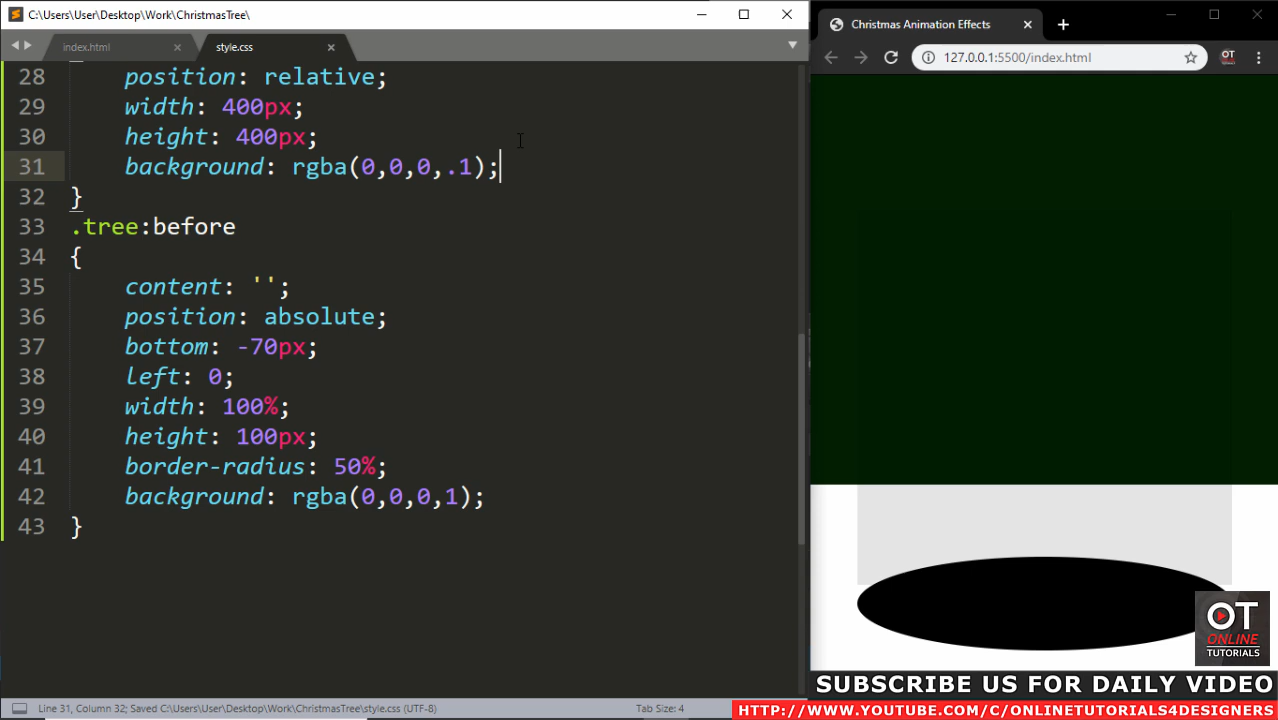 C:\Users\User\Desktop\Work\ChristmasTree\
index.html
style.css
28 position: relative;
29 width: 400px;
30 height: 400px;
31 background: rgba(0,0,0,.1);
32 }
33 .tree:before
34 {
35 content: '';
36 position: absolute;
37 bottom: -70px;
38 left: 0;
39 width: 100%;
40 height: 100px;
41 border-radius: 50%;
42 background: rgba(0,0,0,1);
43 }
Line 31, Column 32; Saved C:\Users\User\Desktop\Work\ChristmasTree\style.css (UTF-8)
Tab Size: 4
Christmas Animation Effects
127.0.0.1:5500/index.html
OT
OT
ONLINE
TUTORIALS
SUBSCRIBE US FOR DAILY VIDEO
HTTP://WWW.YOUTUBE.COM/C/ONLINETUTORIALS4DESIGNERS